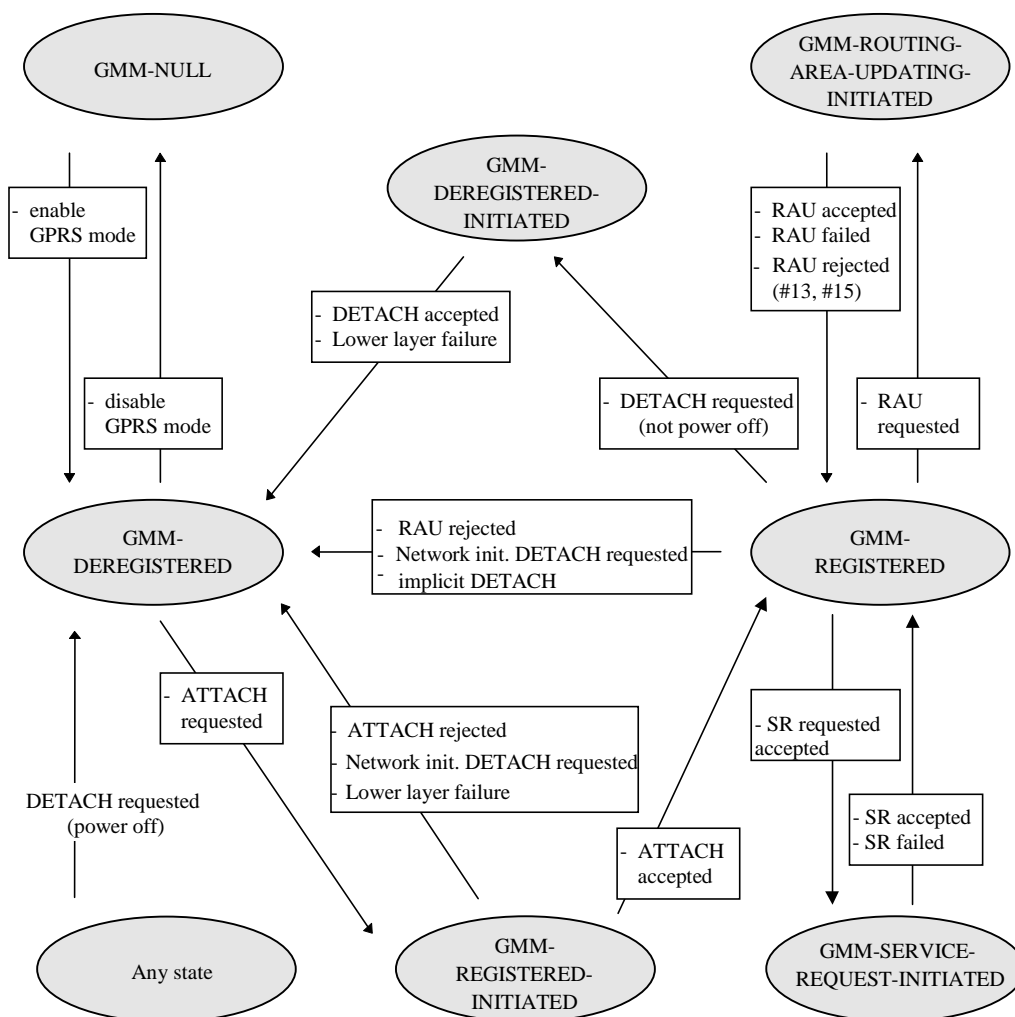 GMM-NULL
GMM-ROUTING-
AREA-UPDATING-
INITIATED
GMM-
DEREGISTERED-
INITIATED
- enable
GPRS mode
- RAU accepted
- RAU failed
- RAU rejected
(#13, #15)
- DETACH accepted
- Lower layer failure
- disable
GPRS mode
- DETACH requested
(not power off)
- RAU
requested
GMM-
DEREGISTERED
- RAU rejected
- Network init. DETACH requested
- implicit DETACH
GMM-
REGISTERED
- ATTACH
requested
- ATTACH rejected
- Network init. DETACH requested
- Lower layer failure
- SR requested
accepted
DETACH requested
(power off)
- ATTACH
accepted
- SR accepted
- SR failed
Any state
GMM-
REGISTERED-
INITIATED
GMM-SERVICE-
REQUEST-INITIATED